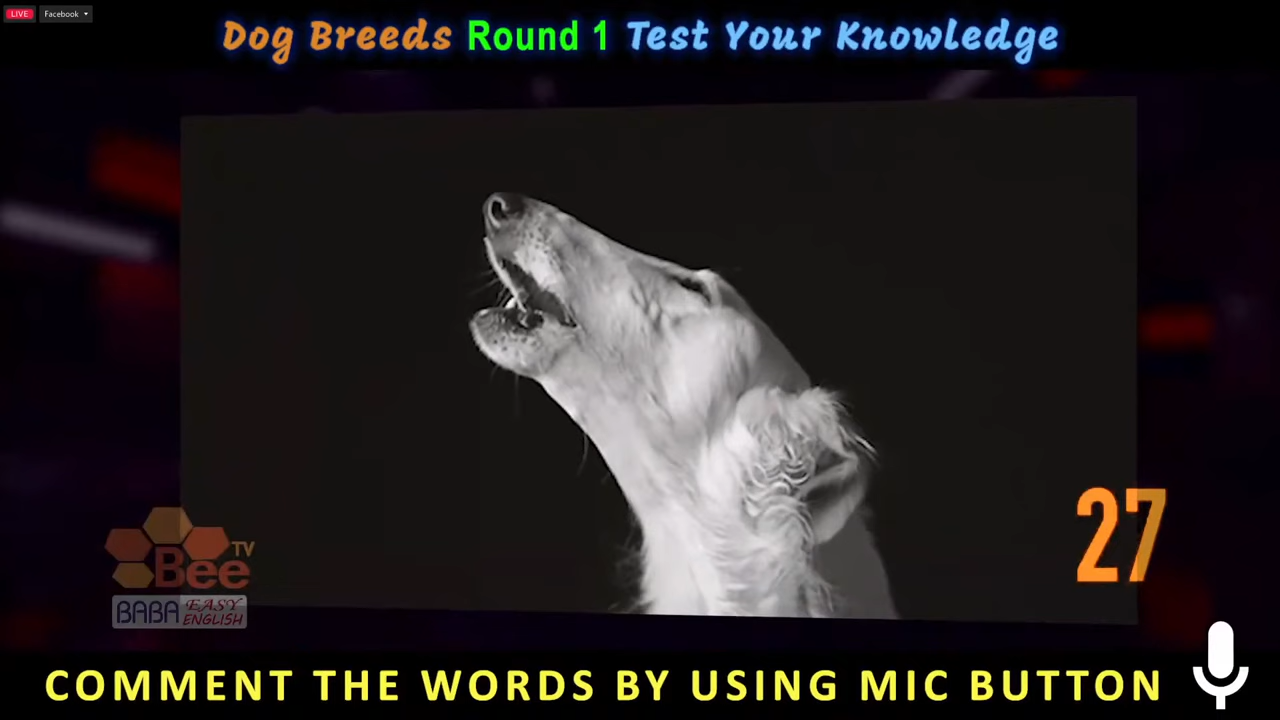 LIVE Facebook
Dog Breeds Round 1 Test Your Knowledge
27
Bee TV
BABA EASY ENGLISH
COMMENT THE WORDS BY USING MIC BUTTON